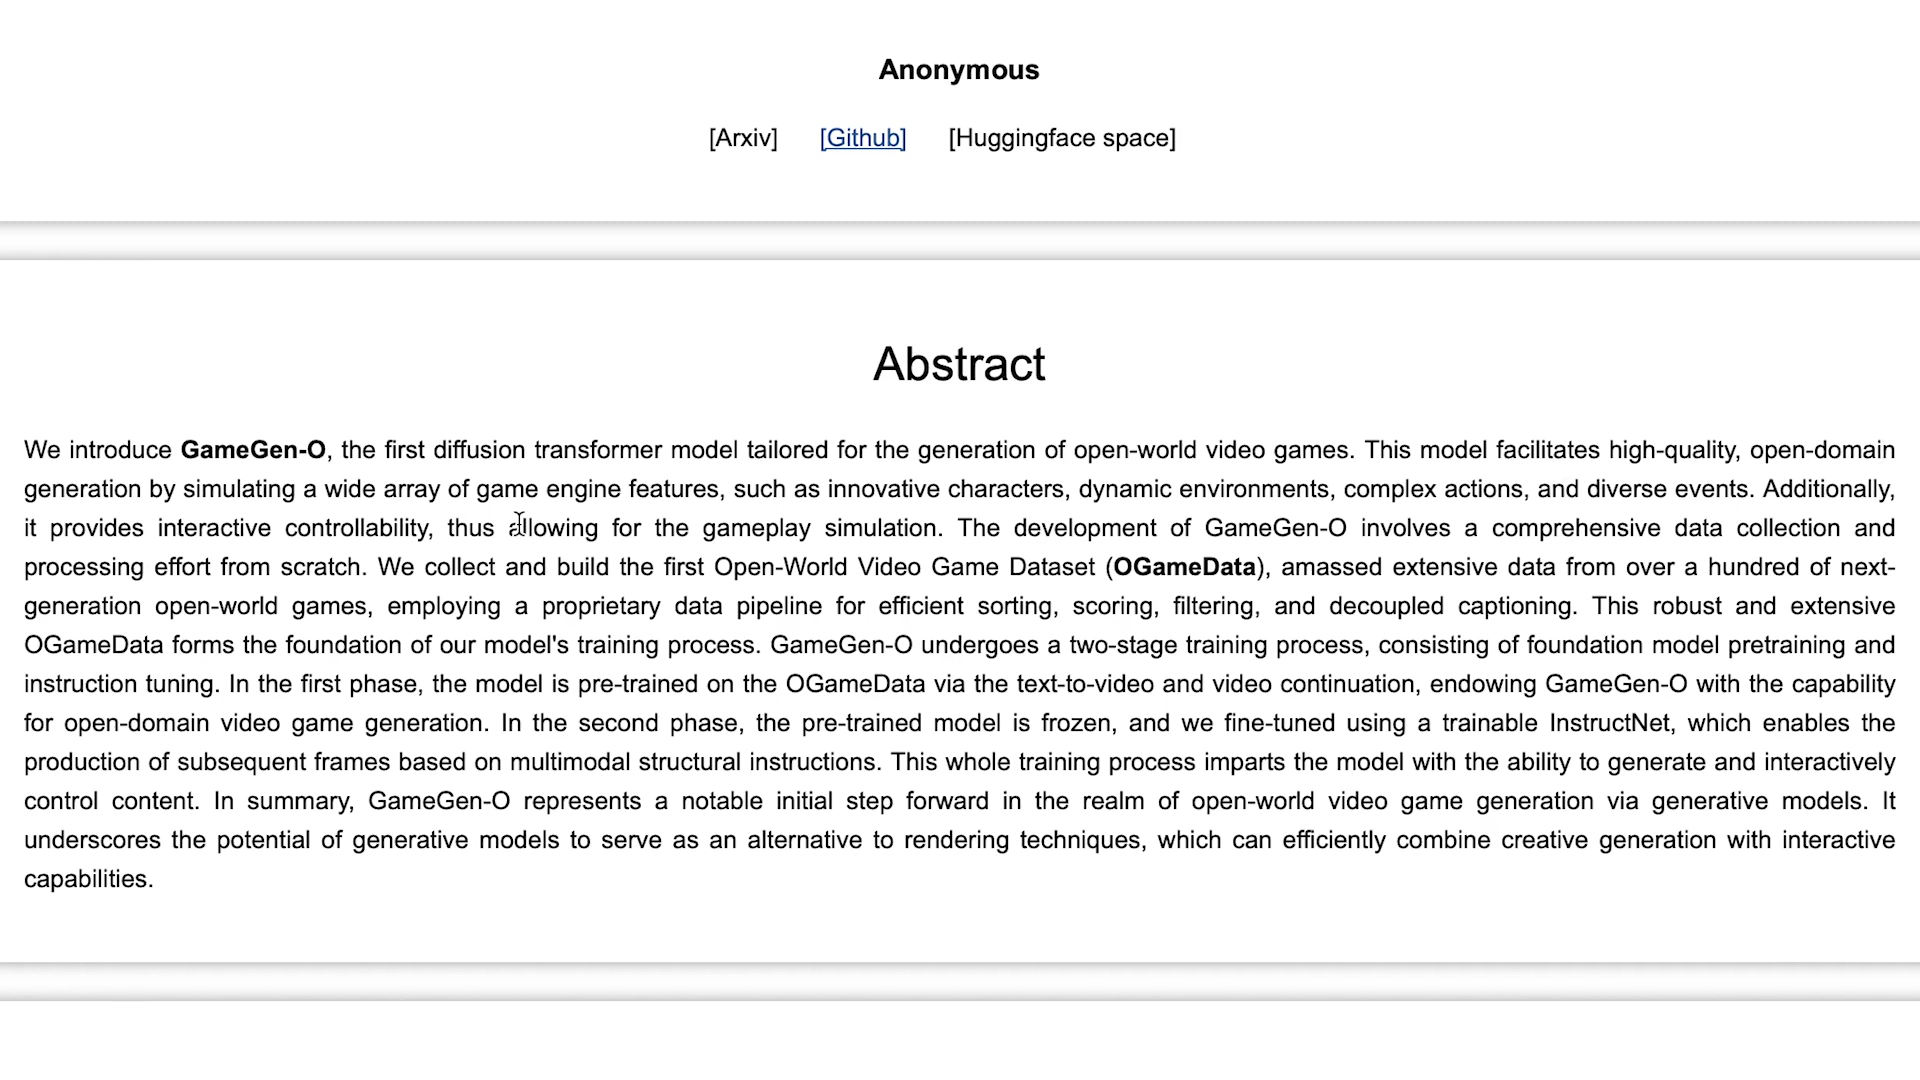 Anonymous
[Arxiv] [Github] [Huggingface space]
Abstract
We introduce GameGen-O, the first diffusion transformer model tailored for the generation of open-world video games. This model facilitates high-quality, open-domain
generation by simulating a wide array of game engine features, such as innovative characters, dynamic environments, complex actions, and diverse events. Additionally,
it provides interactive controllability, thus allowing for the gameplay simulation. The development of GameGen-O involves a comprehensive data collection and
processing effort from scratch. We collect and build the first Open-World Video Game Dataset (OGameData), amassed extensive data from over a hundred of next-
generation open-world games, employing a proprietary data pipeline for efficient sorting, scoring, filtering, and decoupled captioning. This robust and extensive
OGameData forms the foundation of our model's training process. GameGen-O undergoes a two-stage training process, consisting of foundation model pretraining and
instruction tuning. In the first phase, the model is pre-trained on the OGameData via the text-to-video and video continuation, endowing GameGen-O with the capability
for open-domain video game generation. In the second phase, the pre-trained model is frozen, and we fine-tuned using a trainable InstructNet, which enables the
production of subsequent frames based on multimodal structural instructions. This whole training process imparts the model with the ability to generate and interactively
control content. In summary, GameGen-O represents a notable initial step forward in the realm of open-world video game generation via generative models. It
underscores the potential of generative models to serve as an alternative to rendering techniques, which can efficiently combine creative generation with interactive
capabilities.